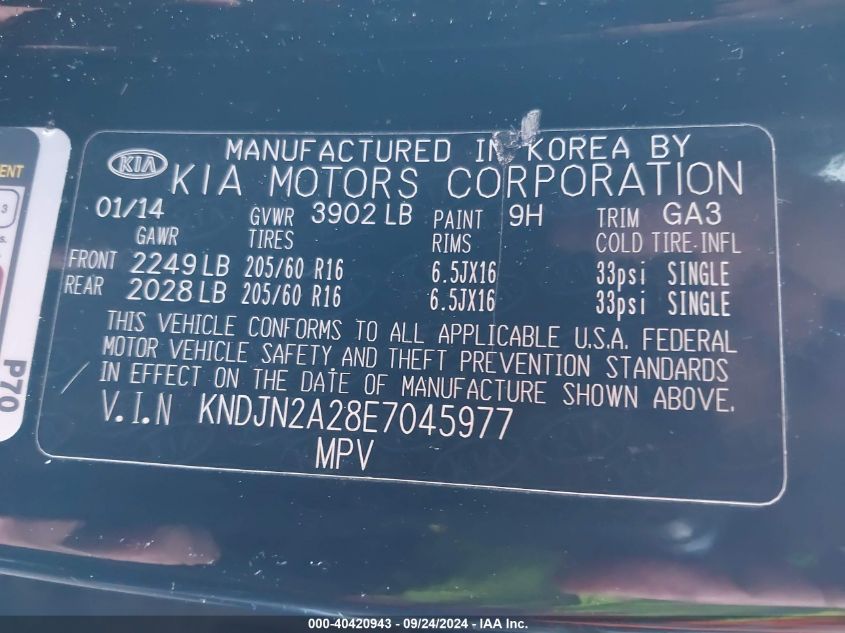 MANUFACTURED IN KOREA BY
KIA KIA MOTORS CORPORATION
01/14 GVWR 3902 LB PAINT 9H TRIM GA3
GAWR TIRES RIMS COLD TIRE INFL
FRONT 2249 LB 205/60 R16 6.5JX16 33psi SINGLE
REAR 2028 LB 205/60 R16 6.5JX16 33psi SINGLE
THIS VEHICLE CONFORMS TO ALL APPLICABLE U.S.A. FEDERAL
MOTOR VEHICLE SAFETY AND THEFT PREVENTION STANDARDS
IN EFFECT ON THE DATE OF MANUFACTURE SHOWN ABOVE.
V.I.N KNDJN2A28E7045977
MPV
ENT
3
s.
P70
000-40420943 - 09/24/2024 - IAA, Inc.